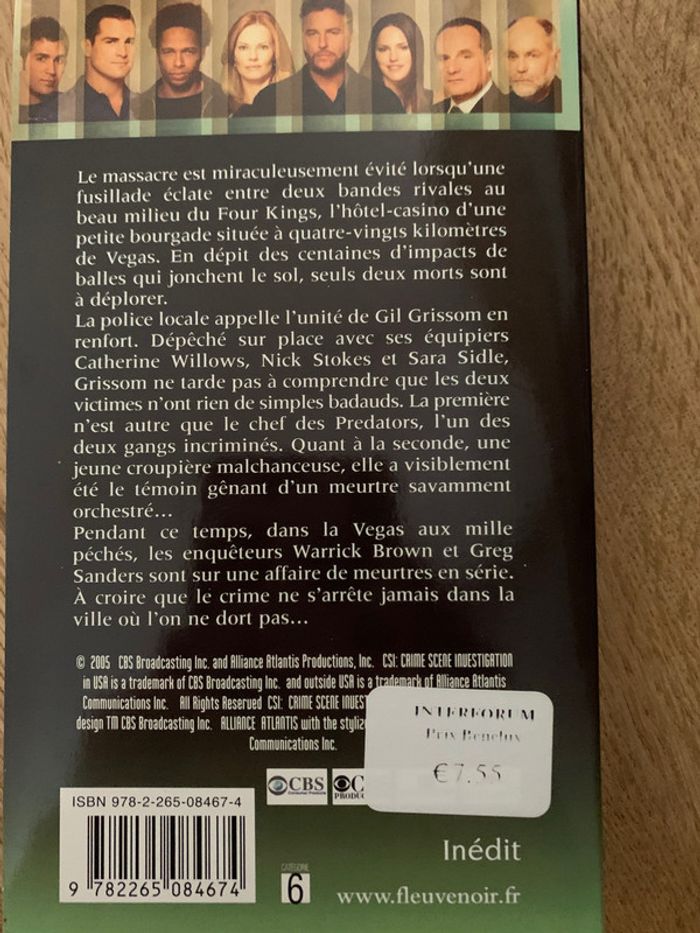 Le massacre est miraculeusement évité lorsqu'une
fusillade éclate entre deux bandes rivales au
beau milieu du Four Kings, l'hôtel-casino d'une
petite bourgade située à quatre-vingts kilomètres
de Vegas. En dépit des centaines d'impacts de
balles qui jonchent le sol, seuls deux morts sont
à déplorer.
La police locale appelle l'unité de Gil Grissom en
renfort. Dépêché sur place avec ses équipiers
Catherine Willows, Nick Stokes et Sara Sidle,
Grissom ne tarde pas à comprendre que les deux
victimes n'ont rien de simples badauds. La première
n'est autre que le chef des Predators, l'un des
deux gangs incriminés. Quant à la seconde, une
jeune croupière malchanceuse, elle a visiblement
été le témoin gênant d'un meurtre savamment
orchestré...
Pendant ce temps, dans la Vegas aux mille
péchés, les enquêteurs Warrick Brown et Greg
Sanders sont sur une affaire de meurtres en série.
À croire que le crime ne s'arrête jamais dans la
ville où l'on ne dort pas...
© 2005 CBS Broadcasting Inc. and Alliance Atlantis Productions, Inc. CSI: CRIME SCENE INVESTIGATION
in USA is a trademark of CBS Broadcasting Inc. and outside USA is a trademark of Alliance Atlantis
Communications Inc. All Rights Reserved CSI: CRIME SCENE
design TM CBS Broadcasting Inc. ALLIANCE ATLANTIS with the
Communications Inc.
INTERFORUM
Prix Benelux
€7.55
CBS
Consumer Products
ISBN 978-2-265-08467-4
9 782265 084674
CATÉGORIE
6
Inédit
www.fleuvenoir.fr